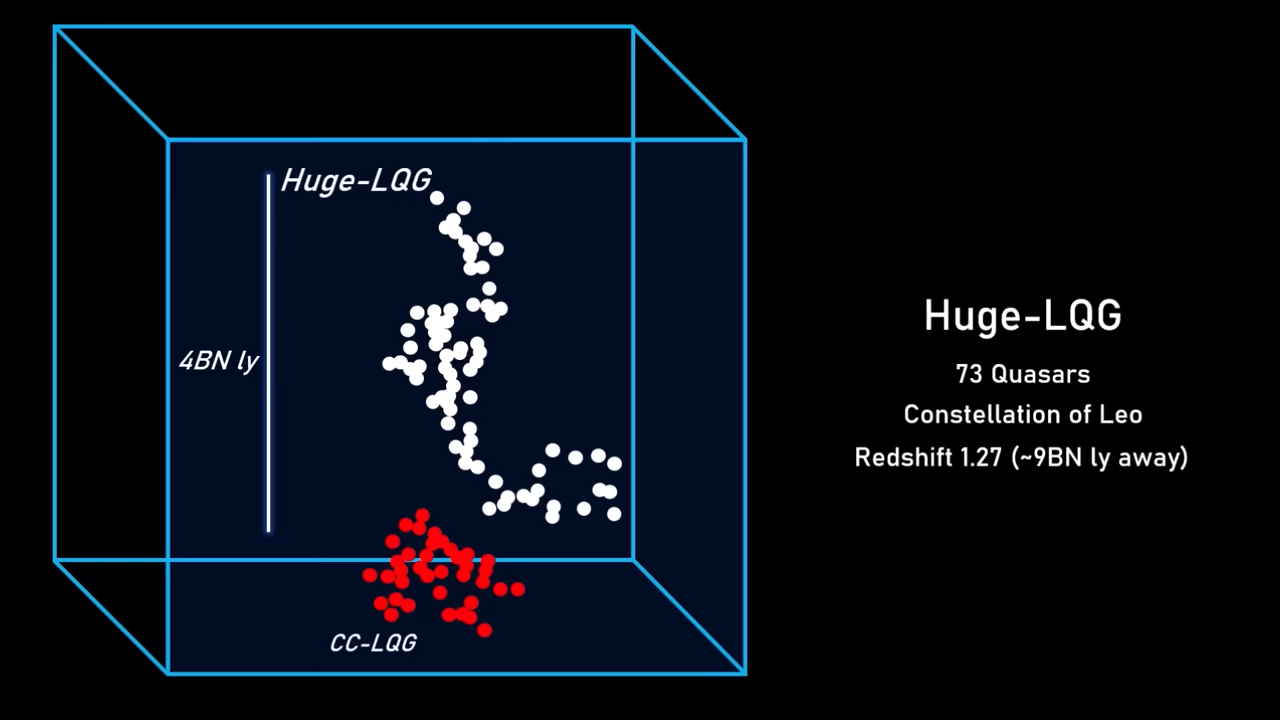 Huge-LQG
4BN ly
CC-LQG
Huge-LQG
73 Quasars
Constellation of Leo
Redshift 1.27 (~9BN ly away)